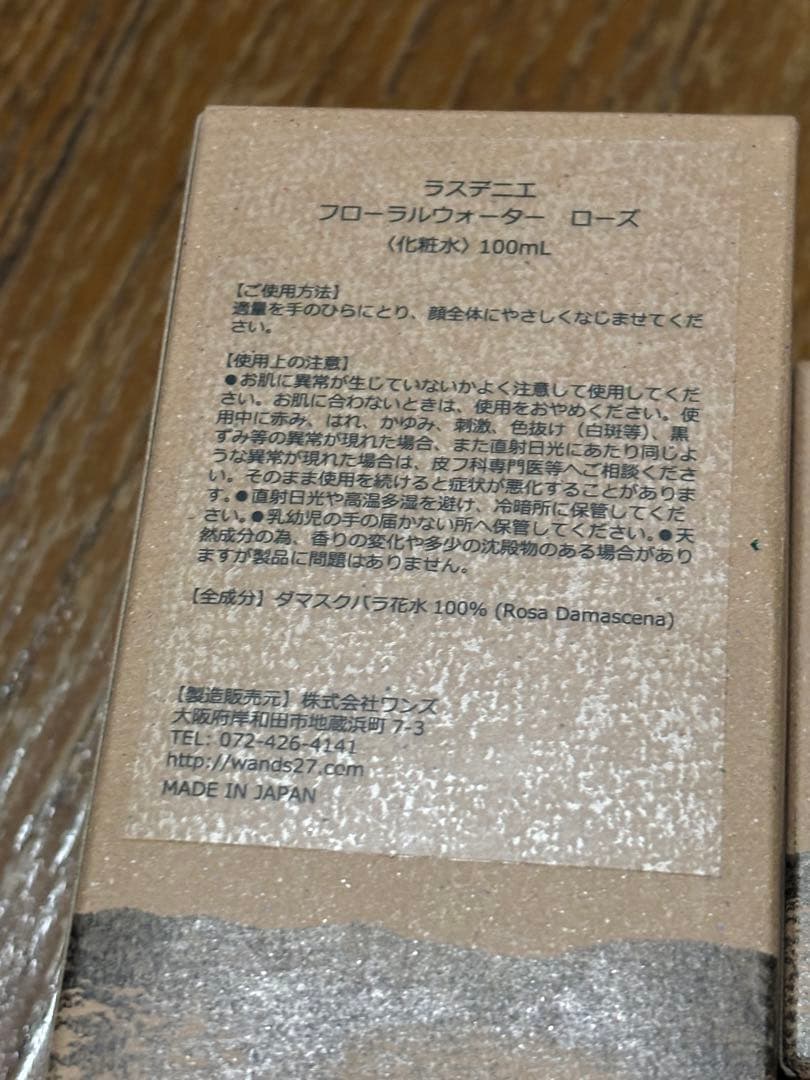 ラスデニエ
フローラルウォーター ローズ
〈化粧水〉100mL
【ご使用方法】
適量を手のひらにとり、顔全体にやさしくなじませてくだ
さい。
【使用上の注意】
●お肌に異常が生じていないかよく注意して使用してくだ
さい。お肌に合わないときは、使用をおやめください。使
用中に赤み、はれ、かゆみ、刺激、色抜け（白斑等）、黒
ずみ等の異常が現れた場合、また直射日光にあたり同じよ
うな異常が現れた場合は、皮フ科専門医等へご相談くださ
い。そのまま使用を続けると症状が悪化することがありま
す。●直射日光や高温多湿を避け、冷暗所に保管してくだ
さい。●乳幼児の手の届かない所へ保管してください。●天
然成分の為、香りの変化や多少の沈殿物のある場合があり
ますが製品に問題はありません。
【全成分】ダマスクバラ花水 100% (Rosa Damascena)
【製造販売元】株式会社ワンズ
大阪府岸和田市地蔵浜町 7-3
TEL: 072-426-4141
http://wands27.com
MADE IN JAPAN